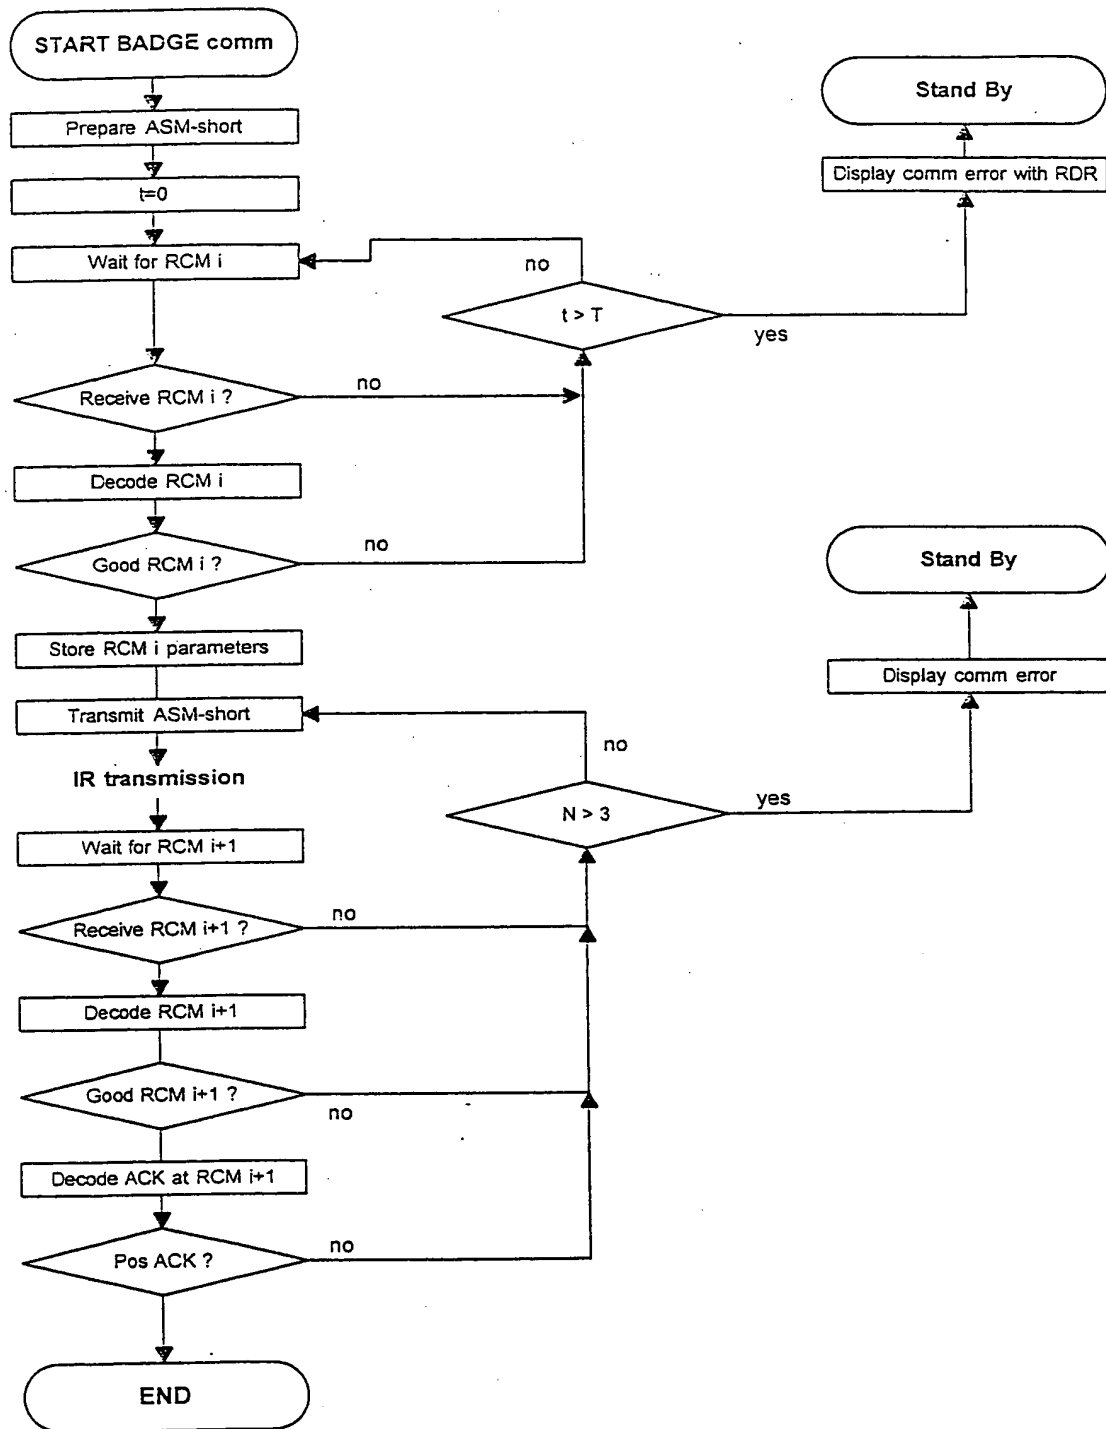 START BADGE comm
Prepare ASM-short
t=0
Wait for RCM i
Receive RCM i ?
no
Decode RCM i
Good RCM i ?
no
t > T
no
yes
Display comm error with RDR
Stand By
Store RCM i parameters
Transmit ASM-short
IR transmission
Wait for RCM i+1
Receive RCM i+1 ?
no
Decode RCM i+1
Good RCM i+1 ?
no
Decode ACK at RCM i+1
Pos ACK ?
no
N > 3
no
yes
Display comm error
Stand By
END